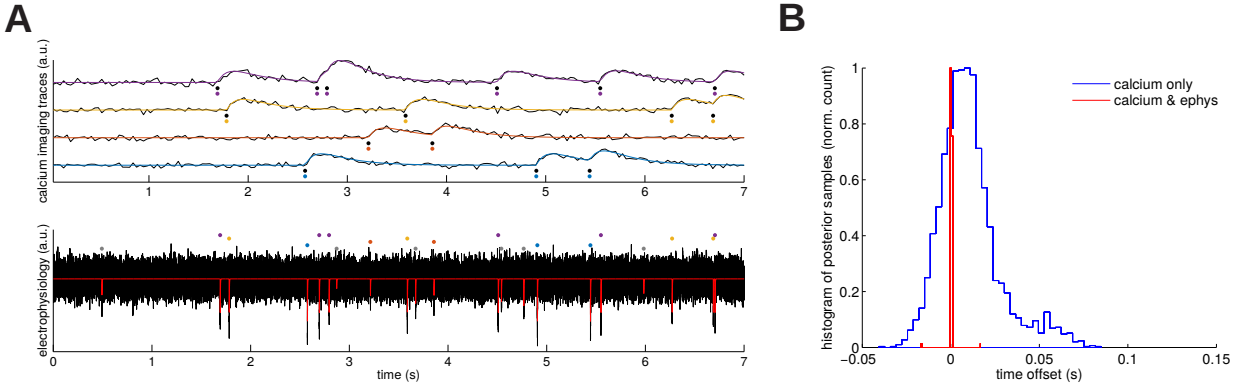 A
calcium imaging traces (a.u.)
1 2 3 4 5 6 7
electrophysiology (a.u.)
0 1 2 3 4 5 6 7
time (s)
B
histogram of posterior samples (norm. count)
1
0.8
0.6
0.4
0.2
0
−0.05 0 0.05 0.1 0.15
time offset (s)
calcium only
calcium & ephys